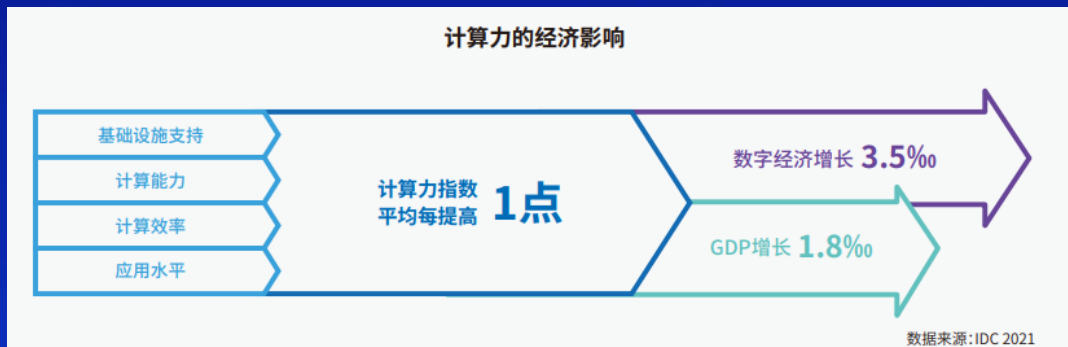 计算力的经济影响
基础设施支持
计算能力
计算效率
应用水平
计算力指数
平均每提高
1点
数字经济增长 3.5‰
GDP增长 1.8‰
数据来源：IDC 2021